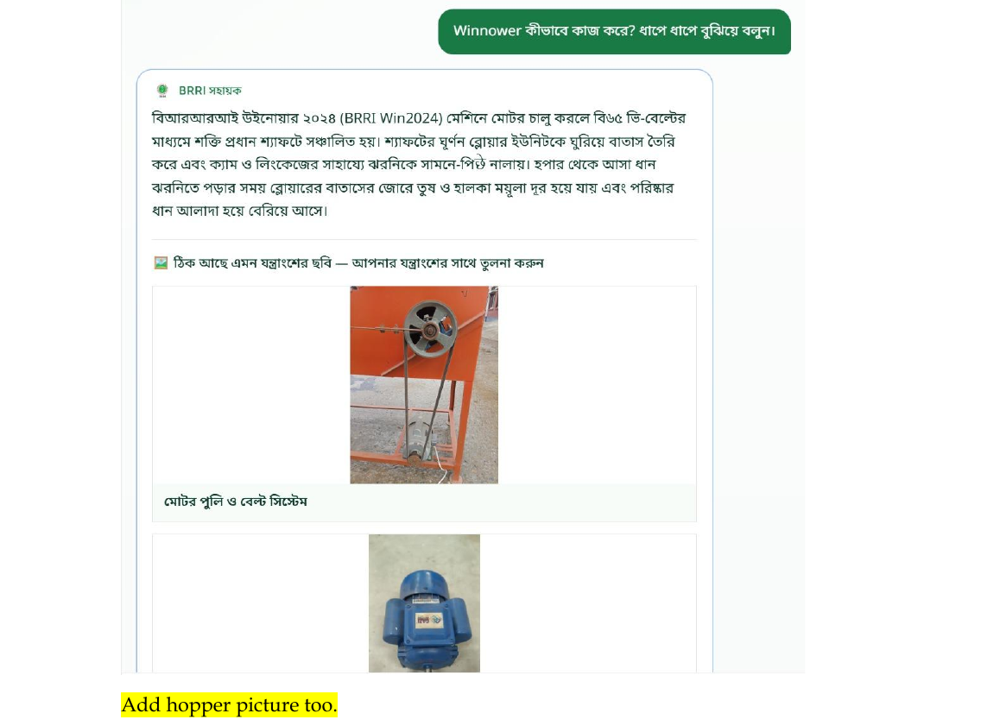 Winnower কীভাবে কাজ করে? ধাপে ধাপে বুঝিয়ে বলুন।
BRRI সহায়ক
বিআরআরআই উইনোয়ার ২০২৪ (BRRI Win2024) মেশিনে মোটর চালু করলে বি৬৫ ভি-বেল্টের
মাধ্যমে শক্তি প্রধান শ্যাফটে সঞ্চালিত হয়। শ্যাফটের ঘূর্ণন ব্লোয়ার ইউনিটকে ঘুরিয়ে বাতাস তৈরি
করে এবং ক্যাম ও লিংকেজের সাহায্যে ঝরনিকে সামনে-পিছे নালায়। হপার থেকে আসা ধান
ঝরনিতে পড়ার সময় ব্লোয়ারের বাতাসের জোরে তুষ ও হালকা ময়ূলা দূর হয়ে যায় এবং পরিষ্কার
ধান আলাদা হয়ে বেরিয়ে আসে।
ঠিক আছে এমন যন্ত্রাংশের ছবি — আপনার যন্ত্রাংশের সাথে তুলনা করুন
মোটর পুলি ও বেল্ট সিস্টেম
Add hopper picture too.